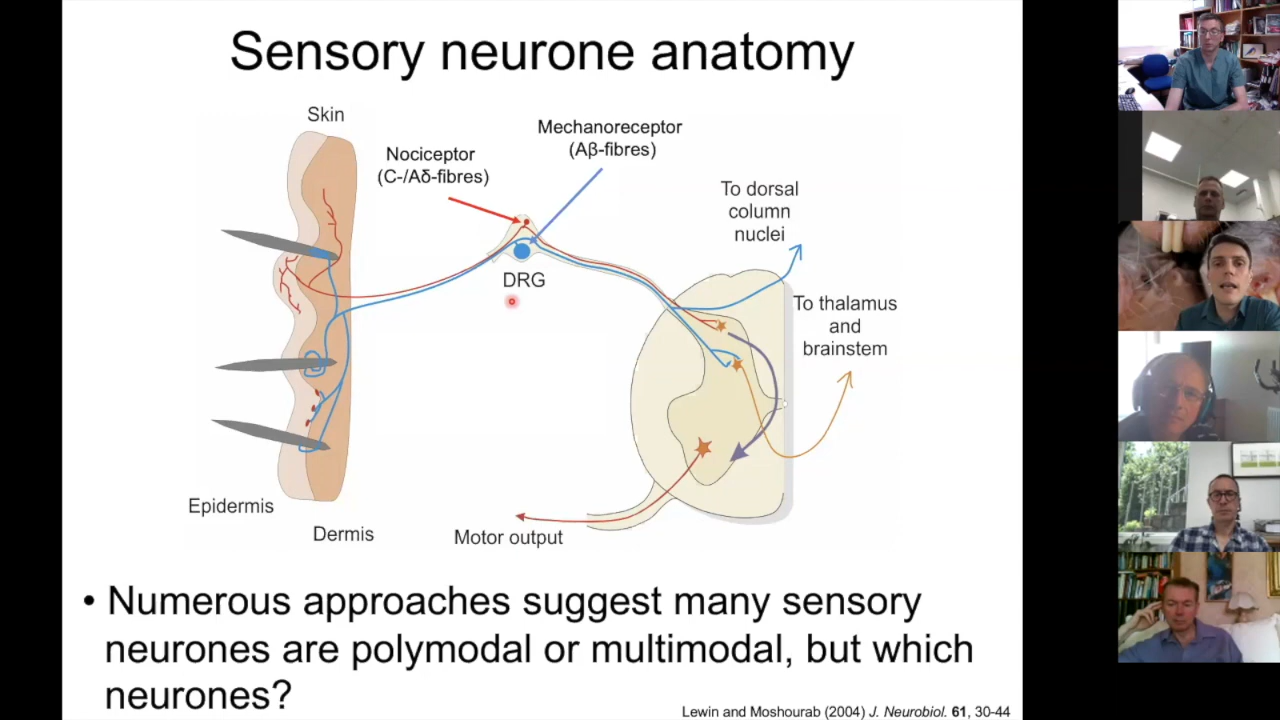 Sensory neurone anatomy
Skin
Mechanoreceptor
(Aβ-fibres)
Nociceptor
(C-/Aδ-fibres)
To dorsal
column
nuclei
DRG
To thalamus
and
brainstem
Epidermis
Dermis
Motor output
• Numerous approaches suggest many sensory
neurones are polymodal or multimodal, but which
neurones?
Lewin and Moshourab (2004) J. Neurobiol. 61, 30-44